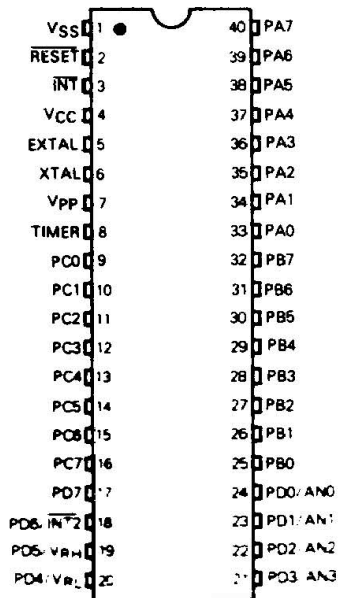 VSS 1 40 PA7
RESET 2 39 PA6
INT 3 38 PA5
VCC 4 37 PA4
EXTAL 5 36 PA3
XTAL 6 35 PA2
VPP 7 34 PA1
TIMER 8 33 PA0
PC0 9 32 PB7
PC1 10 31 PB6
PC2 11 30 PB5
PC3 12 29 PB4
PC4 13 28 PB3
PC5 14 27 PB2
PC6 15 26 PB1
PC7 16 25 PB0
PD7 17 24 PD0/AN0
PD6/INT2 18 23 PD1/AN1
PD5/VRH 19 22 PD2/AN2
PD4/VRL 20 21 PD3/AN3